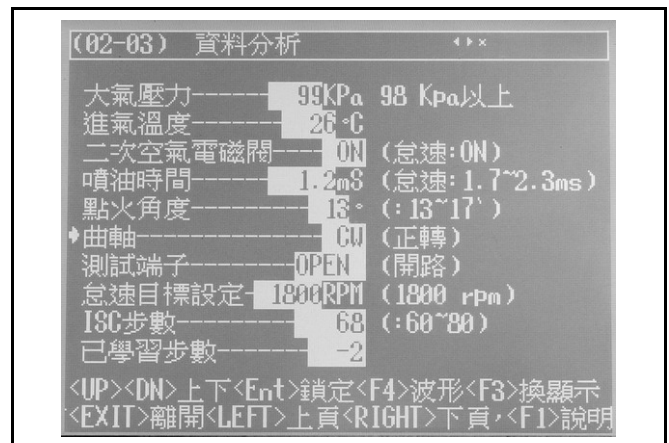 (02-03) 資料分析
大氣壓力------99KPa 98 Kpa以上
進氣溫度------26°C
二次空氣電磁閥----ON (怠速:ON)
噴油時間------1.2mS (怠速:1.7~2.3ms)
點火角度------13° (:13~17`)
曲軸--------CW (正轉)
測試端子------OPEN (開路)
怠速目標設定-1800RPM (1800 rpm)
ISC步數------68 (:60~80)
已學習步數------2
<UP><DN>上下<Ent>鎖定<F4>波形<F3>換顯示
<EXIT>離開<LEFT>上頁<RIGHT>下頁,<F1>說明